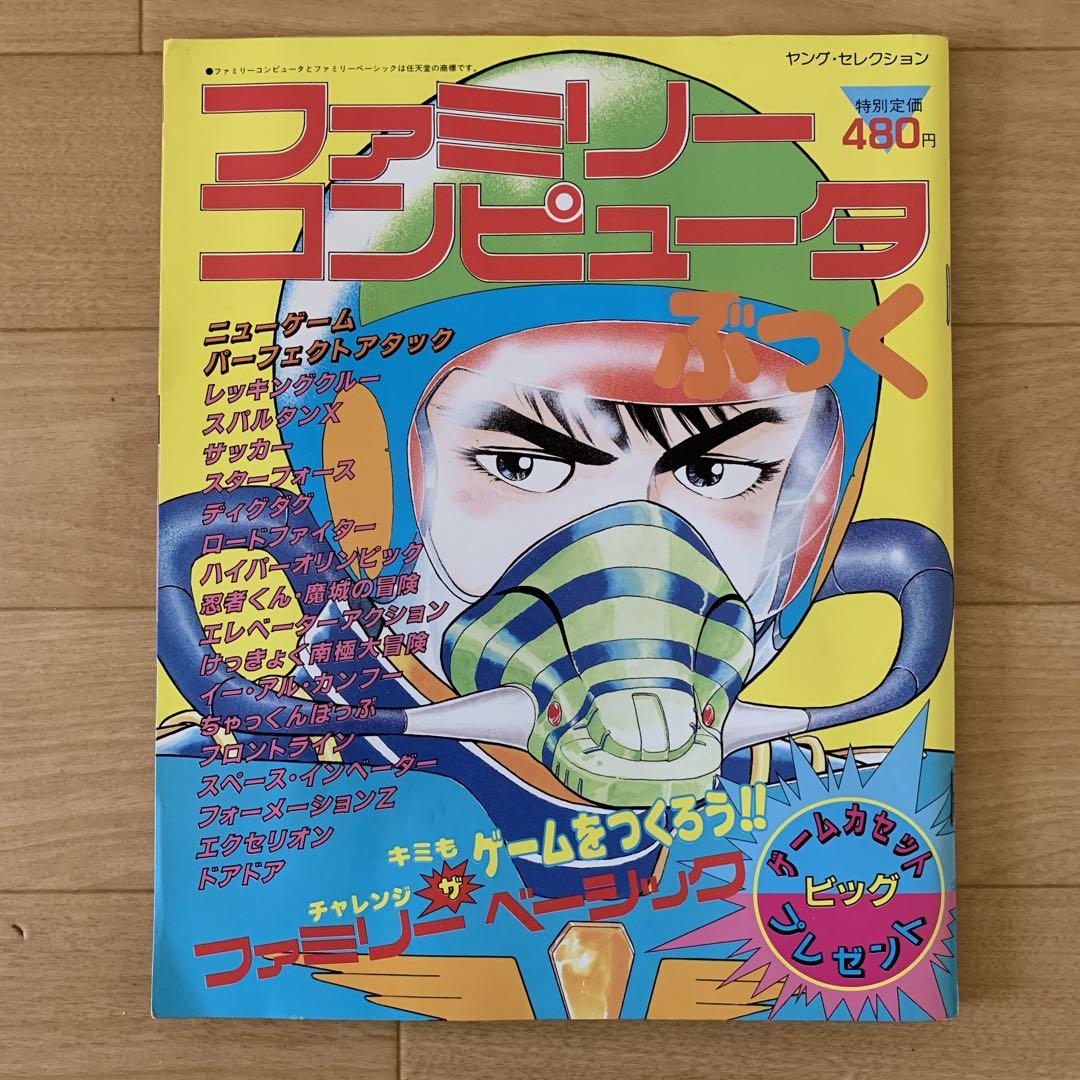 ●ファミリーコンピュータとファミリーベーシックは任天堂の商標です。
ヤング・セレクション
特別定価
480円
ファミリー
コンピュータ
ぶっく
ニューゲーム
パーフェクトアタック
レッキングクルー
スパルタンX
サッカー
スターフォース
ディグダグ
ロードファイター
ハイパーオリンピック
忍者くん・魔城の冒険
エレベーターアクション
けっきょく南極大冒険
イー・アル・カンフー
ちゃっくんぽっぷ
フロントライン
スペース・インベーダー
フォーメーションZ
エクセリオン
ドアドア
キミもゲームをつくろう!!
チャレンジザ
ファミリーベーシック
ゲームカセット
ビッグ
プレゼント